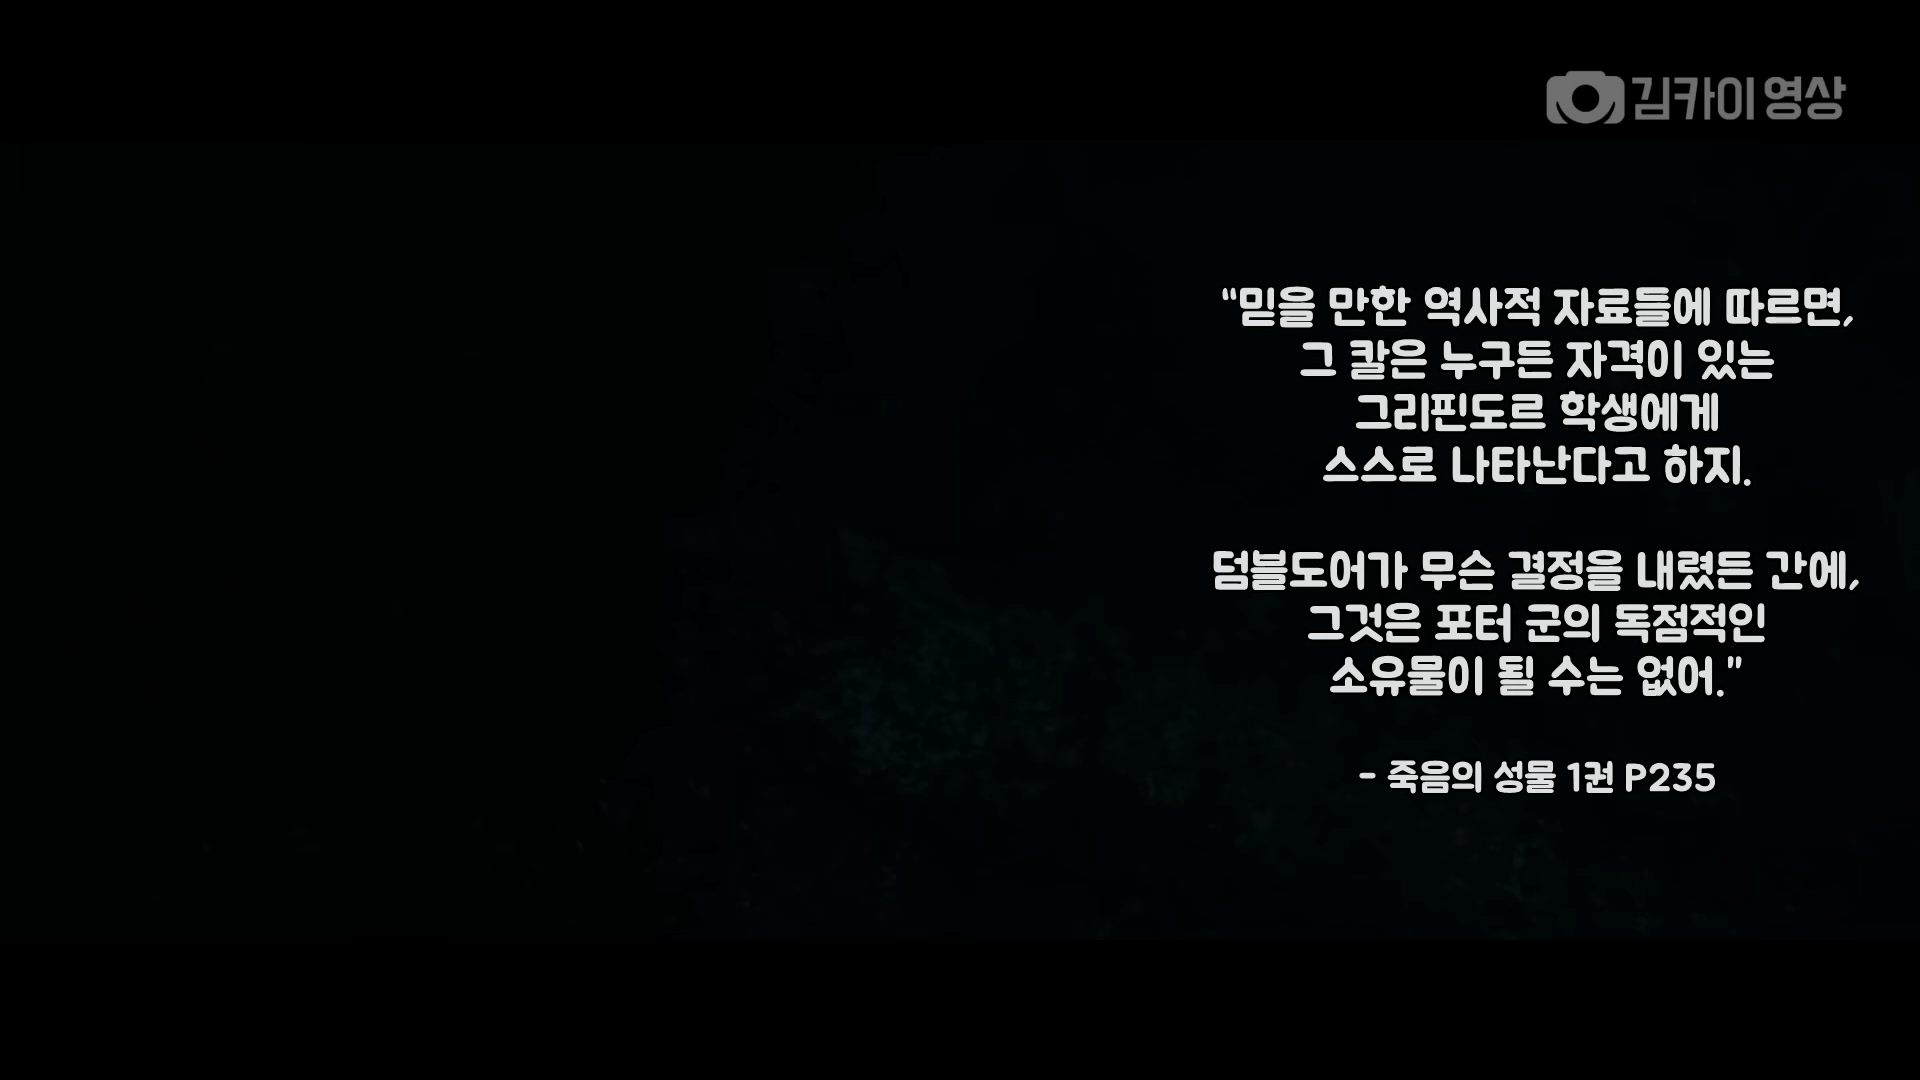 김카이 영상
"믿을 만한 역사적 자료들에 따르면,
그 칼은 누구든 자격이 있는
그리핀도르 학생에게
스스로 나타난다고 하지.
덤블도어가 무슨 결정을 내렸든 간에,
그것은 포터 군의 독점적인
소유물이 될 수는 없어."
- 죽음의 성물 1권 P235